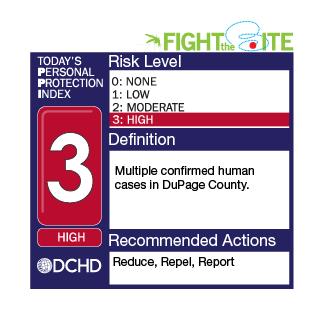 FIGHT the BITE
TODAY'S
PERSONAL
PROTECTION
INDEX
3
HIGH
DCHD
Risk Level
0: NONE
1: LOW
2: MODERATE
3: HIGH
Definition
Multiple confirmed human
cases in DuPage County.
Recommended Actions
Reduce, Repel, Report